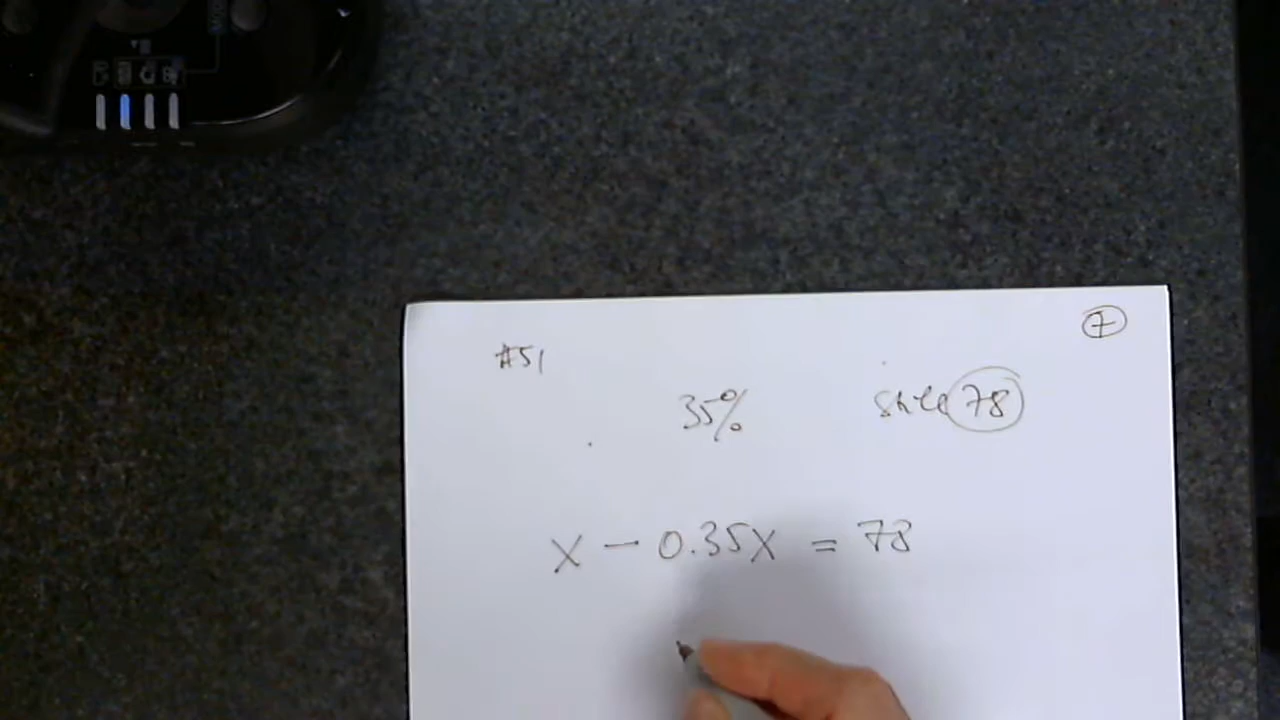 7
#51
35% sale 78
x - 0.35x = 78